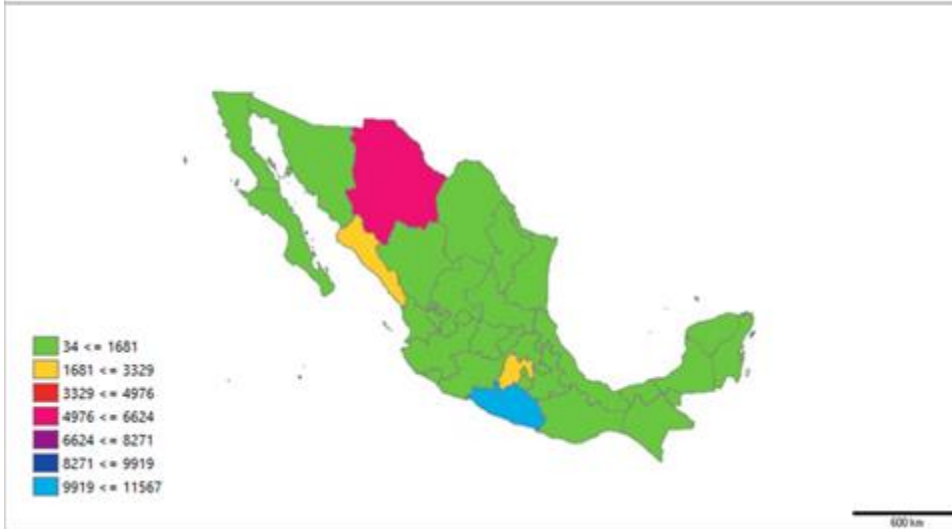 34 <= 1681
1681 <= 3329
3329 <= 4976
4976 <= 6624
6624 <= 8271
8271 <= 9919
9919 <= 11567
600 km